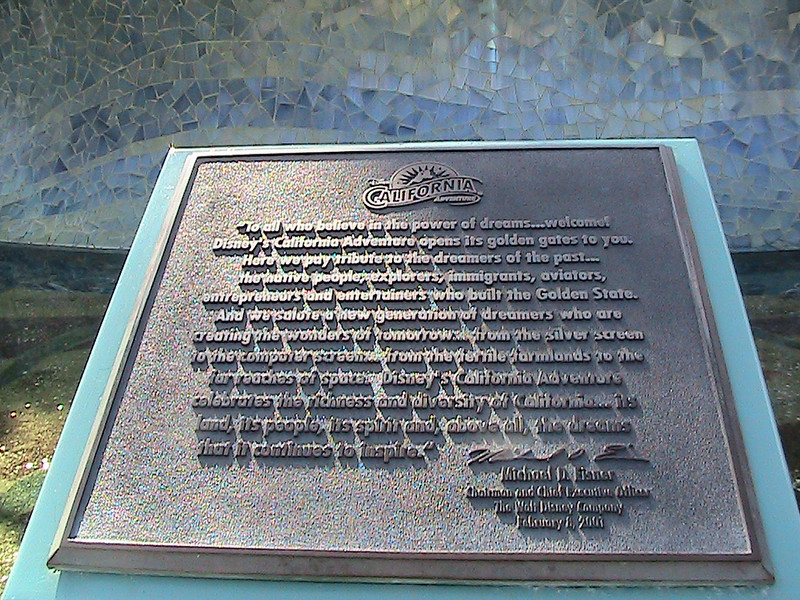 CALIFORNIA
ADVENTURE
"To all who believe in the power of dreams...welcome!
Disney's California Adventure opens its golden gates to you.
Here we pay tribute to the dreamers of the past...
the native people, explorers, immigrants, aviators,
entrepreneurs and entertainers who built the Golden State.
And we salute a new generation of dreamers who are
creating the wonders of tomorrow... from the silver screen
to the computer screen... from the fertile farmlands to the
far reaches of space. Disney's California Adventure
celebrates the richness and diversity of California... its
land, its people, its spirit and, above all, the dreams
that it continues to inspire."
Michael D. Eisner
Chairman and Chief Executive Officer
The Walt Disney Company
February 8, 2001